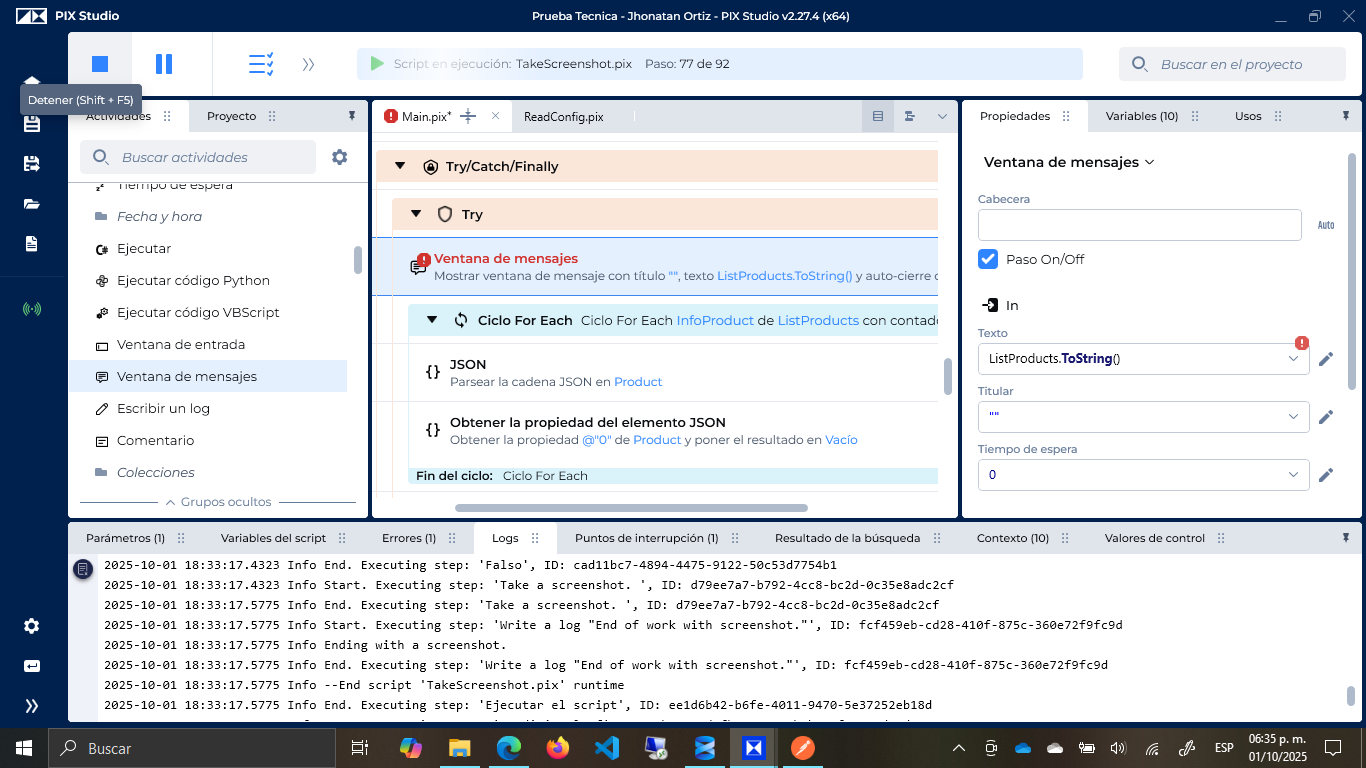 PIX Studio
Prueba Tecnica - Jhonatan Ortiz - PIX Studio v2.27.4 (x64)
Script en ejecución: TakeScreenshot.pix Paso: 77 de 92
Buscar en el proyecto
Detener (Shift + F5)
Actividades
Proyecto
Buscar actividades
Tiempo de espera
Fecha y hora
Ejecutar
Ejecutar código Python
Ejecutar código VBScript
Ventana de entrada
Ventana de mensajes
Escribir un log
Comentario
Colecciones
Grupos ocultos
Main.pix*
ReadConfig.pix
Try/Catch/Finally
Try
Ventana de mensajes
Mostrar ventana de mensaje con título "", texto ListProducts.ToString() y auto-cierre
Ciclo For Each Ciclo For Each InfoProduct de ListProducts con
JSON
Parsear la cadena JSON en Product
Obtener la propiedad del elemento JSON
Obtener la propiedad @"0" de Product y poner el resultado en Vacío
Fin del ciclo: Ciclo For Each
Propiedades
Variables (10)
Usos
Ventana de mensajes
Cabecera
Auto
Paso On/Off
In
Texto
ListProducts.ToString()
Titular
""
Tiempo de espera
0
Parámetros (1)
Variables del script
Errores (1)
Logs
Puntos de interrupción (1)
Resultado de la búsqueda
Contexto (10)
Valores de control
2025-10-01 18:33:17.4323 Info End. Executing step: 'Falso', ID: cad11bc7-4894-4475-9122-50c53d7754b1
2025-10-01 18:33:17.4323 Info Start. Executing step: 'Take a screenshot. ', ID: d79ee7a7-b792-4cc8-bc2d-0c35e8adc2cf
2025-10-01 18:33:17.5775 Info End. Executing step: 'Take a screenshot. ', ID: d79ee7a7-b792-4cc8-bc2d-0c35e8adc2cf
2025-10-01 18:33:17.5775 Info Start. Executing step: 'Write a log "End of work with screenshot."', ID: fcf459eb-cd28-410f-875c-360e72f9fc9d
2025-10-01 18:33:17.5775 Info Ending with a screenshot.
2025-10-01 18:33:17.5775 Info End. Executing step: 'Write a log "End of work with screenshot."', ID: fcf459eb-cd28-410f-875c-360e72f9fc9d
2025-10-01 18:33:17.5775 Info --End script 'TakeScreenshot.pix' runtime
2025-10-01 18:33:17.5775 Info End. Executing step: 'Ejecutar el script', ID: ee1d6b42-b6fe-4011-9470-5e37252eb18d
Buscar
ESP
06:35 p. m.
01/10/2025